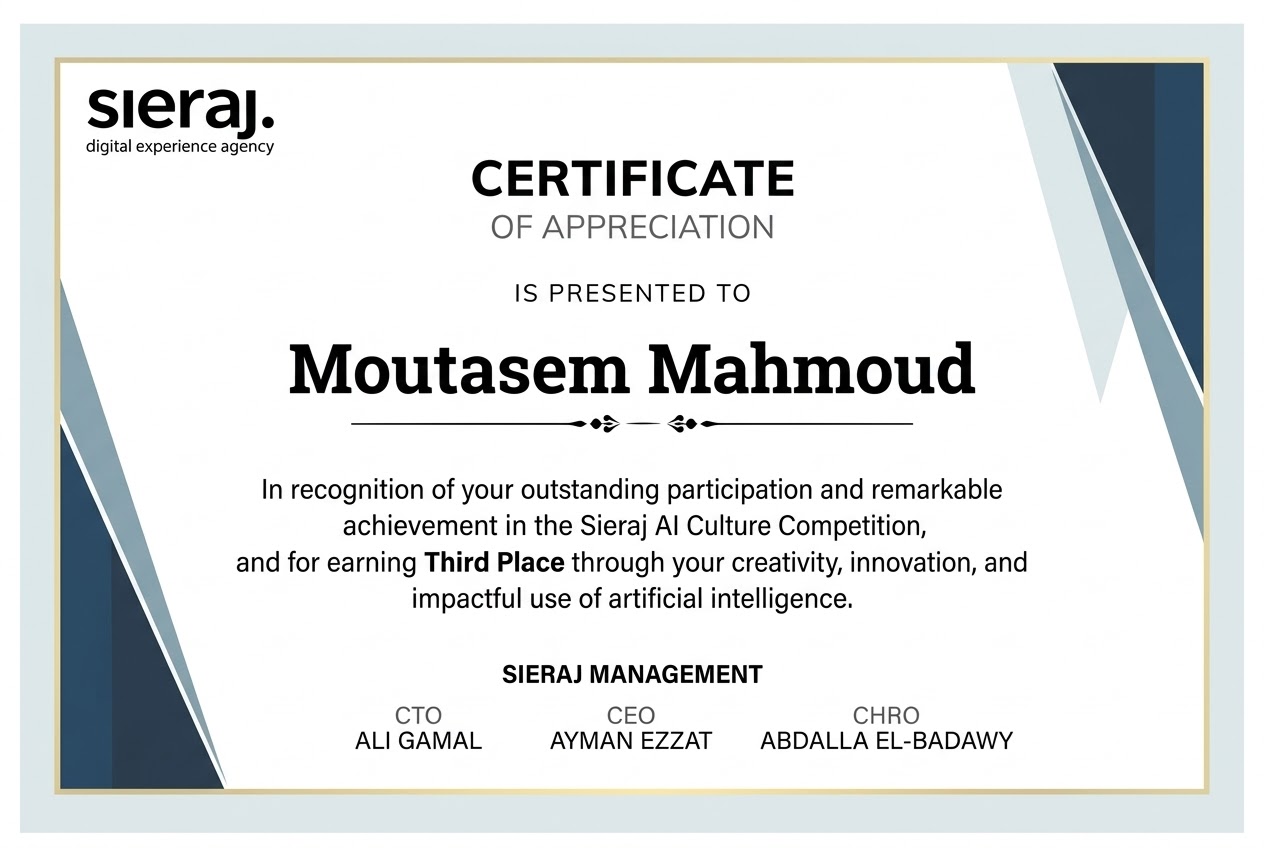 sieraj.
digital experience agency
CERTIFICATE
OF APPRECIATION
IS PRESENTED TO
Moutasem Mahmoud
In recognition of your outstanding participation and remarkable
achievement in the Sieraj AI Culture Competition,
and for earning Third Place through your creativity, innovation, and
impactful use of artificial intelligence.
SIERAJ MANAGEMENT
CTO CEO CHRO
ALI GAMAL AYMAN EZZAT ABDALLA EL-BADAWY